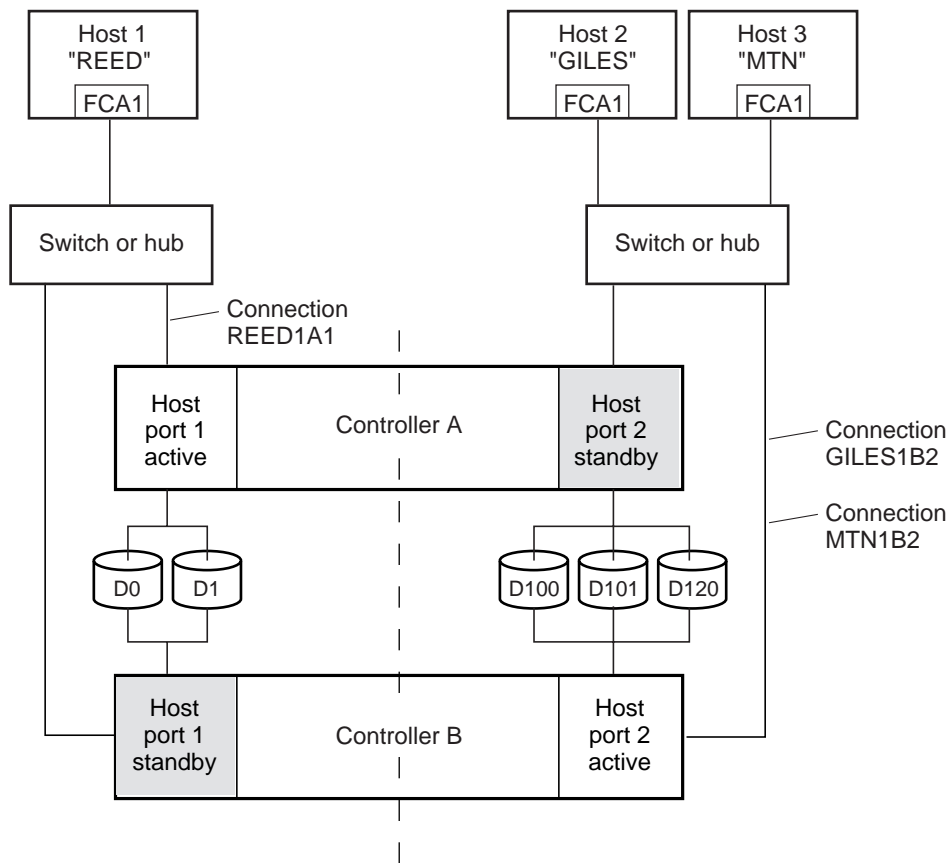 Host 1
"REED"
FCA1
Host 2
"GILES"
FCA1
Host 3
"MTN"
FCA1
Switch or hub
Switch or hub
Connection
REED1A1
Host
port 1
active
Controller A
Host
port 2
standby
Connection
GILES1B2
Connection
MTN1B2
D0
D1
D100
D101
D120
Host
port 1
standby
Controller B
Host
port 2
active